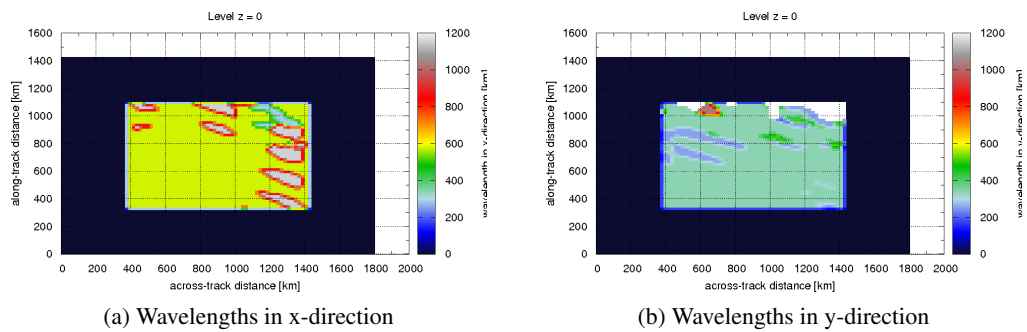 Level z = 0
1600
1400
1200
1000
800
600
400
200
0
0 200 400 600 800 1000 1200 1400 1600 1800 2000
along-track distance [km]
across-track distance [km]
1200
1000
800
600
400
200
0
wavelength in x-direction [km]
(a) Wavelengths in x-direction
Level z = 0
1600
1400
1200
1000
800
600
400
200
0
0 200 400 600 800 1000 1200 1400 1600 1800 2000
along-track distance [km]
across-track distance [km]
1200
1000
800
600
400
200
0
wavelength in y-direction [km]
(b) Wavelengths in y-direction